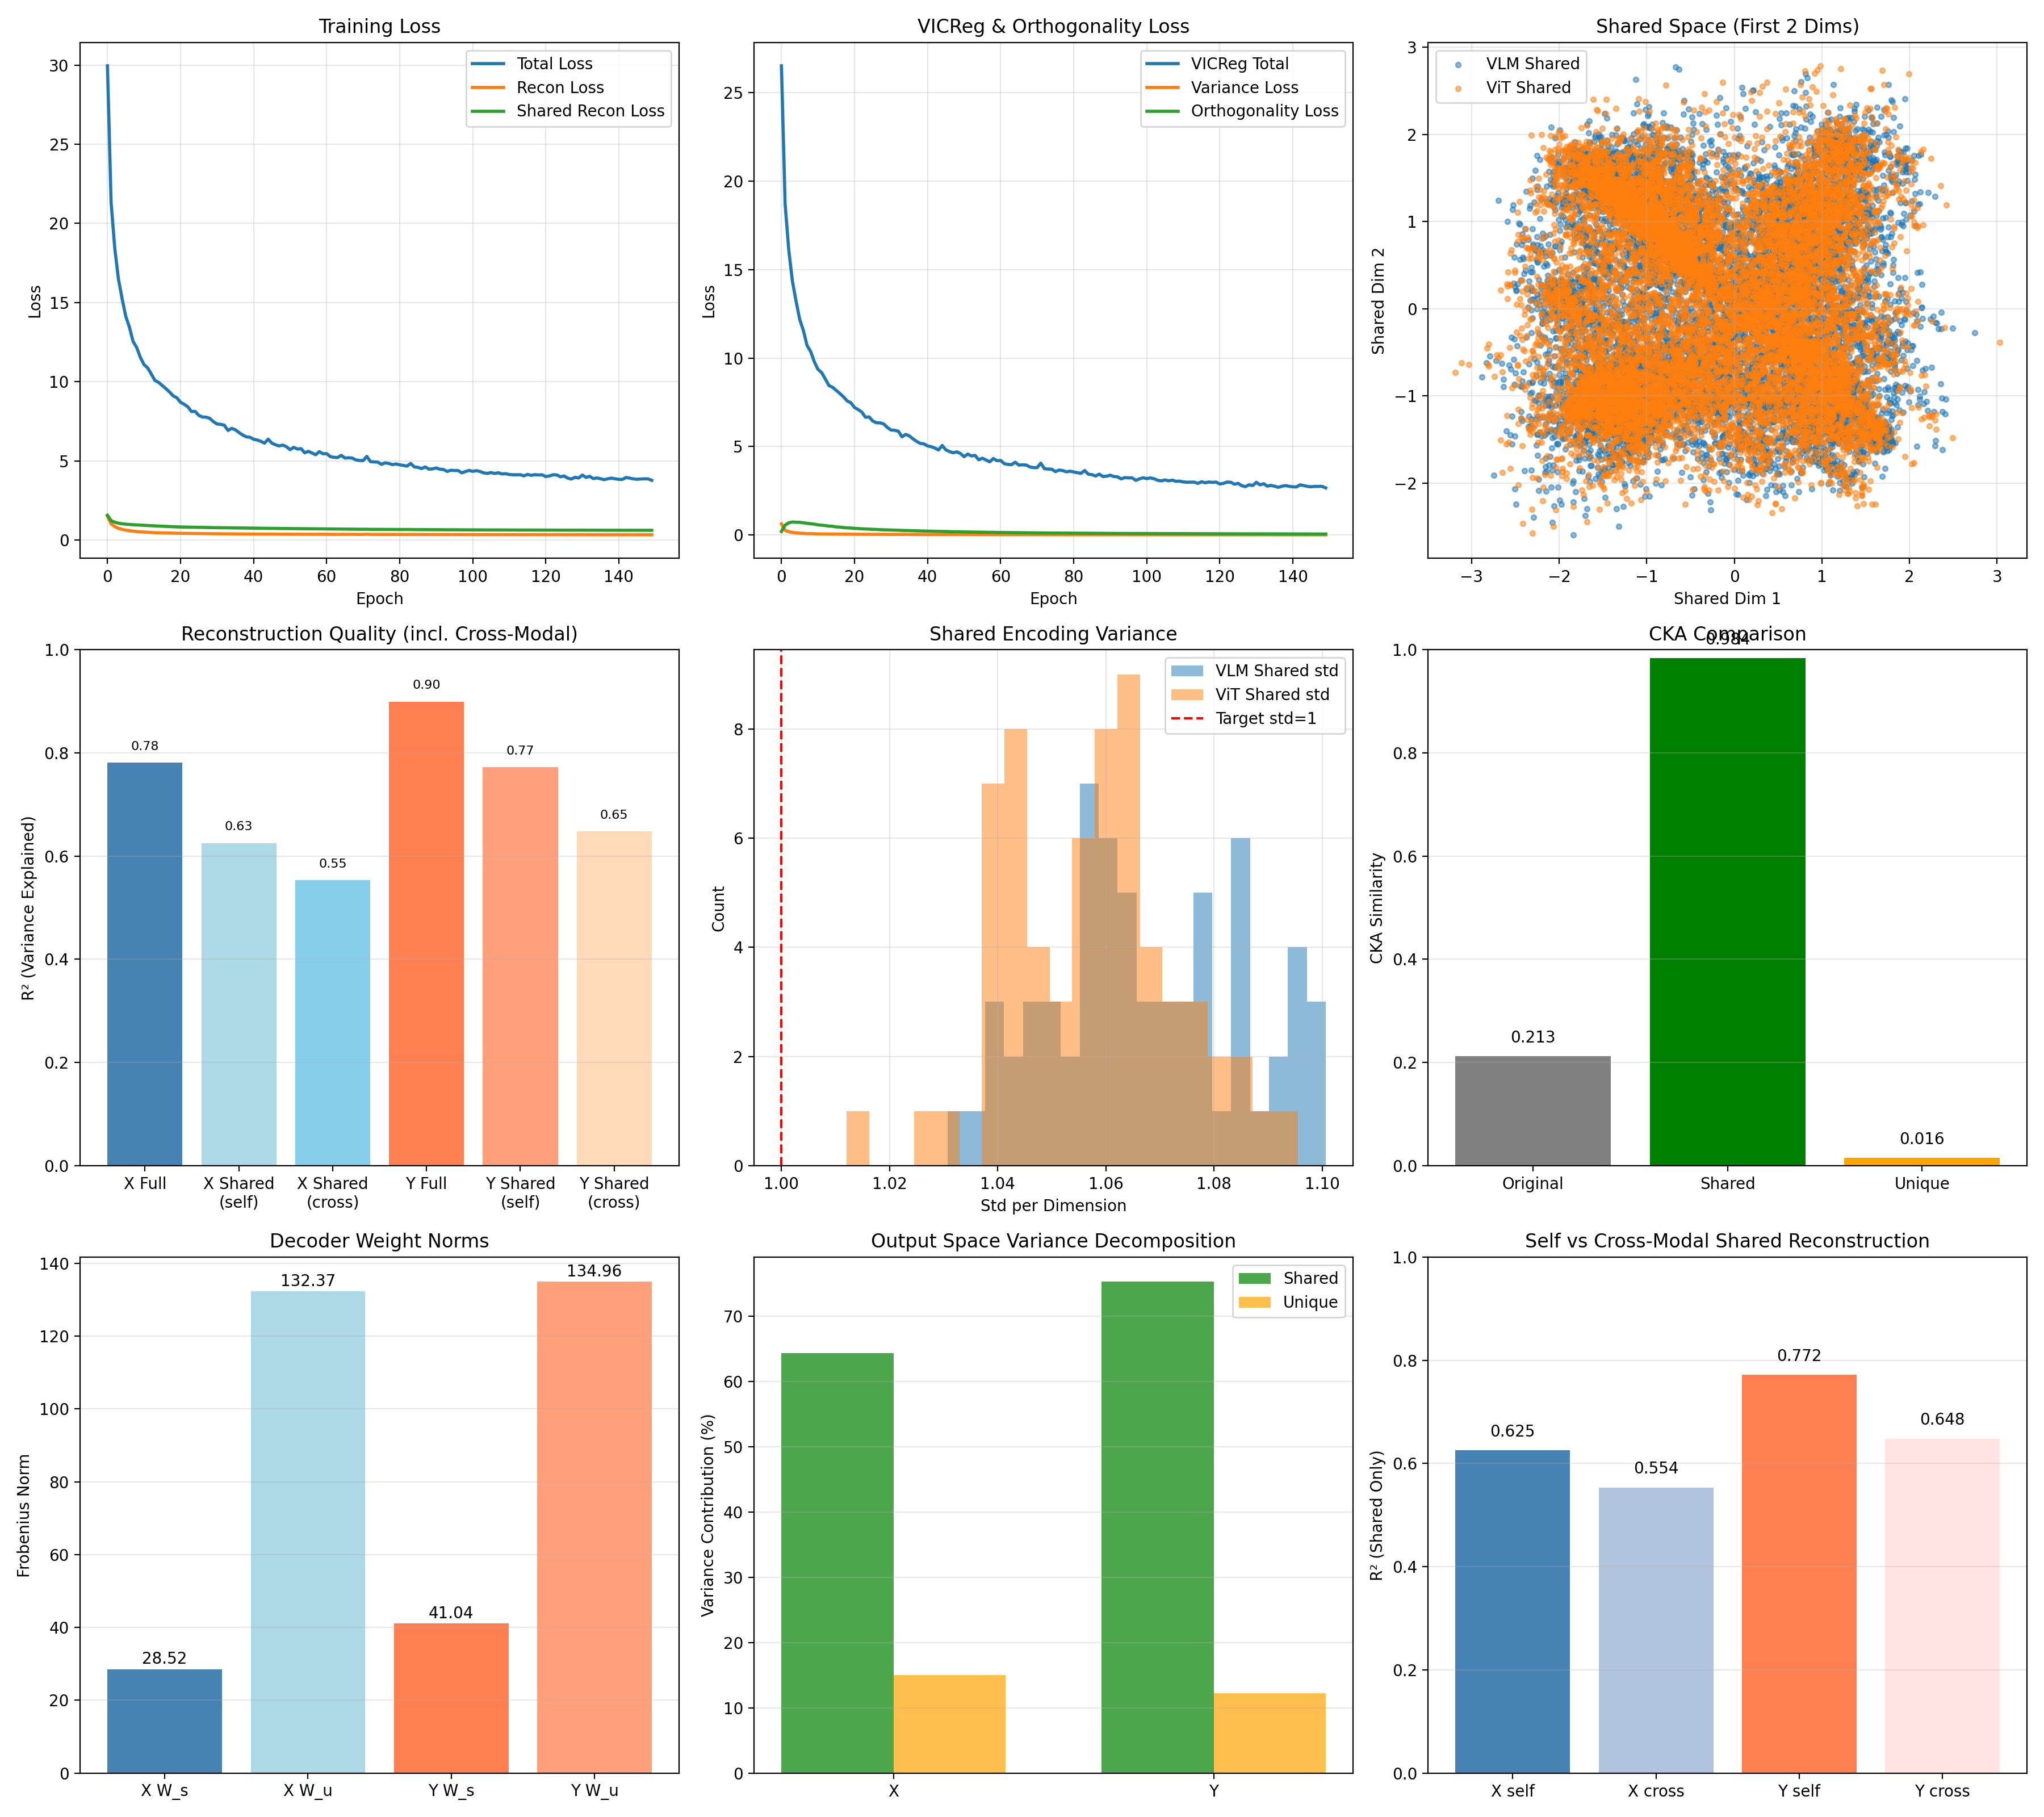 Training Loss
Total Loss
Recon Loss
Shared Recon Loss
Loss
30
25
20
15
10
5
0
0 20 40 60 80 100 120 140
Epoch
VICReg & Orthogonality Loss
VICReg Total
Variance Loss
Orthogonality Loss
Loss
25
20
15
10
5
0
0 20 40 60 80 100 120 140
Epoch
Shared Space (First 2 Dims)
VLM Shared
ViT Shared
Shared Dim 2
3
2
1
0
−1
−2
−3 −2 −1 0 1 2 3
Shared Dim 1
Reconstruction Quality (incl. Cross-Modal)
R² (Variance Explained)
1.0
0.8
0.6
0.4
0.2
0.0
0.78
0.63
0.55
0.90
0.77
0.65
X Full
X Shared
(self)
X Shared
(cross)
Y Full
Y Shared
(self)
Y Shared
(cross)
Shared Encoding Variance
VLM Shared std
ViT Shared std
Target std=1
Count
8
6
4
2
0
1.00 1.02 1.04 1.06 1.08 1.10
Std per Dimension
CKA Comparison
0.984
CKA Similarity
1.0
0.8
0.6
0.4
0.2
0.0
0.213
0.016
Original Shared Unique
Decoder Weight Norms
Frobenius Norm
140
120
100
80
60
40
20
0
28.52
132.37
41.04
134.96
X W_s X W_u Y W_s Y W_u
Output Space Variance Decomposition
Shared
Unique
Variance Contribution (%)
70
60
50
40
30
20
10
0
X Y
Self vs Cross-Modal Shared Reconstruction
R² (Shared Only)
1.0
0.8
0.6
0.4
0.2
0.0
0.625
0.554
0.772
0.648
X self X cross Y self Y cross